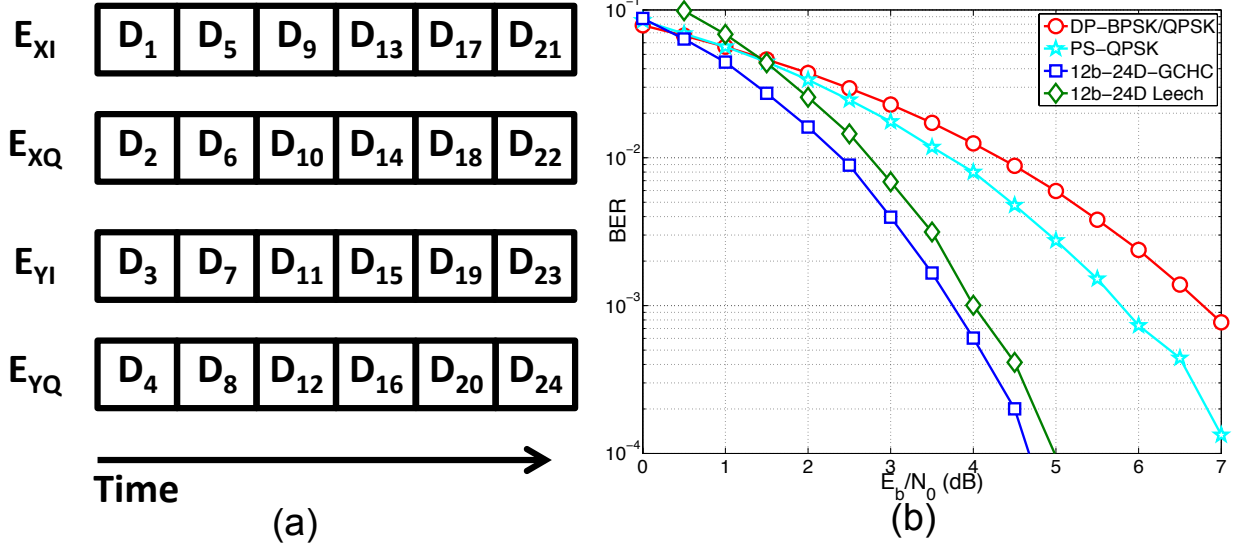 E_XI D_1 D_5 D_9 D_13 D_17 D_21
E_XQ D_2 D_6 D_10 D_14 D_18 D_22
E_YI D_3 D_7 D_11 D_15 D_19 D_23
E_YQ D_4 D_8 D_12 D_16 D_20 D_24
Time
(a)
10^-1
10^-2
10^-3
10^-4
BER
DP-BPSK/QPSK
PS-QPSK
12b-24D-GCHC
12b-24D Leech
0 1 2 3 4 5 6 7
E_b/N_0 (dB)
(b)